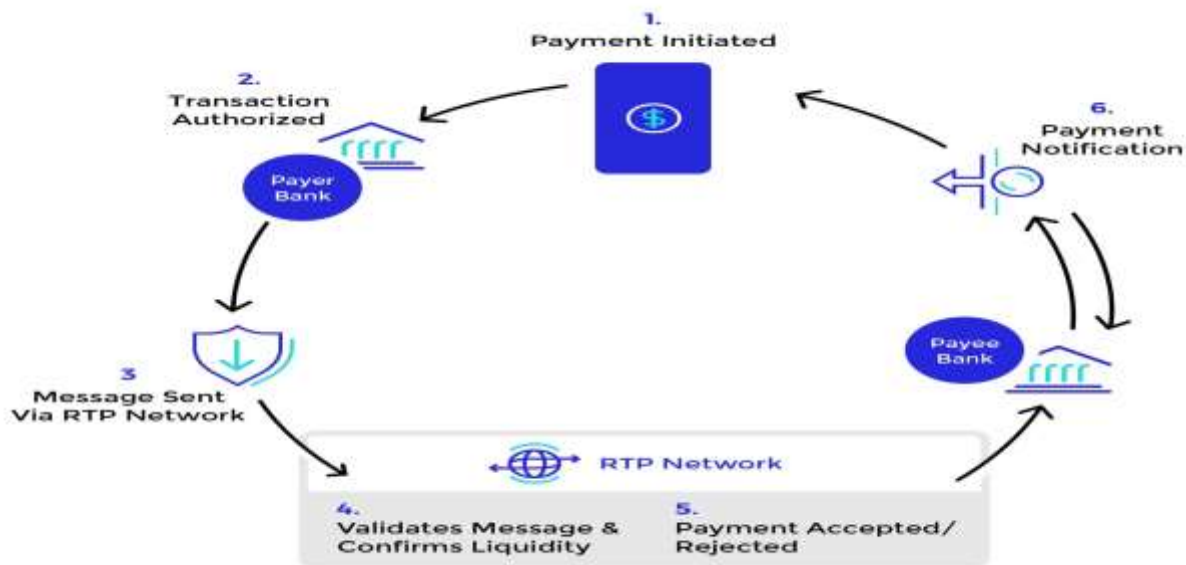 1.
Payment Initiated
2.
Transaction
Authorized
Payer
Bank
3
Message Sent
Via RTP Network
RTP Network
4.
Validates Message &
Confirms Liquidity
5.
Payment Accepted/
Rejected
Payee
Bank
6.
Payment
Notification